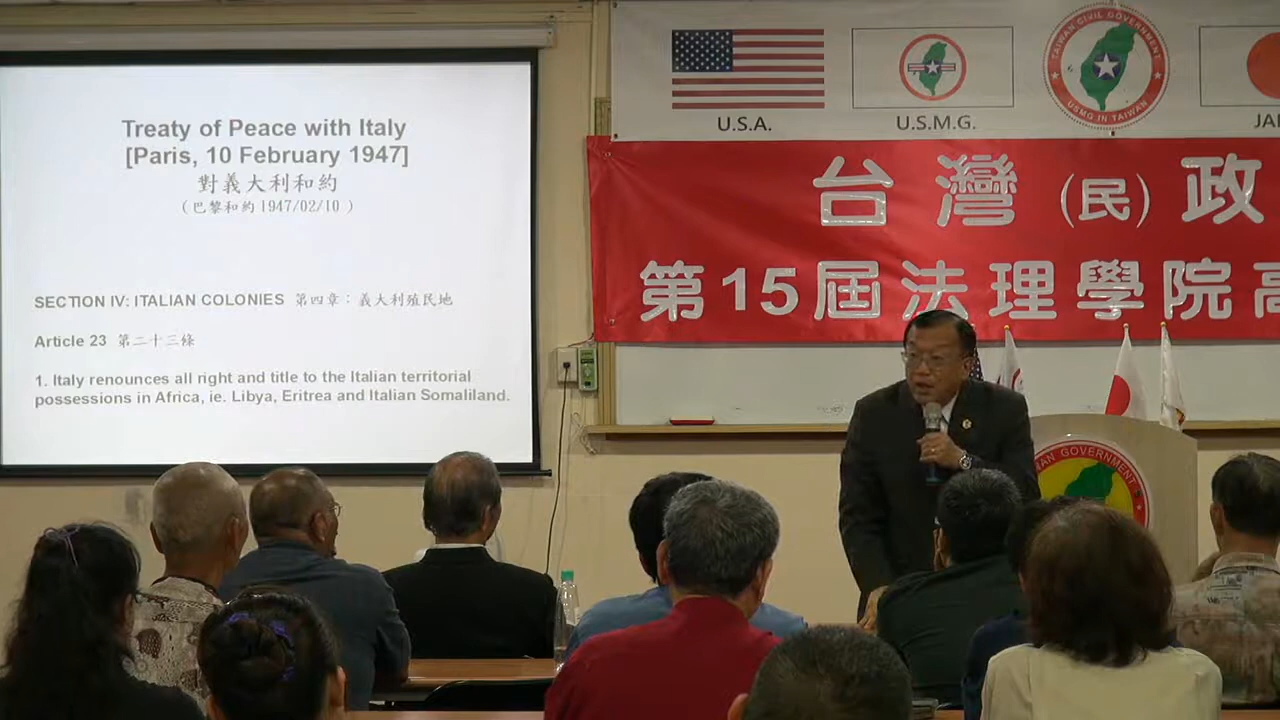 Treaty of Peace with Italy
[Paris, 10 February 1947]
對義大利和約
(巴黎和約 1947/02/10 )
SECTION IV: ITALIAN COLONIES 第四章：義大利殖民地
Article 23 第二十三條
1. Italy renounces all right and title to the Italian territorial
possessions in Africa, ie. Libya, Eritrea and Italian Somaliland.
U.S.A.
U.S.M.G.
TAIWAN CIVIL GOVERNMENT
USMG IN TAIWAN
JA
台灣(民)政
第15屆法理學院高
GOVERNMENT